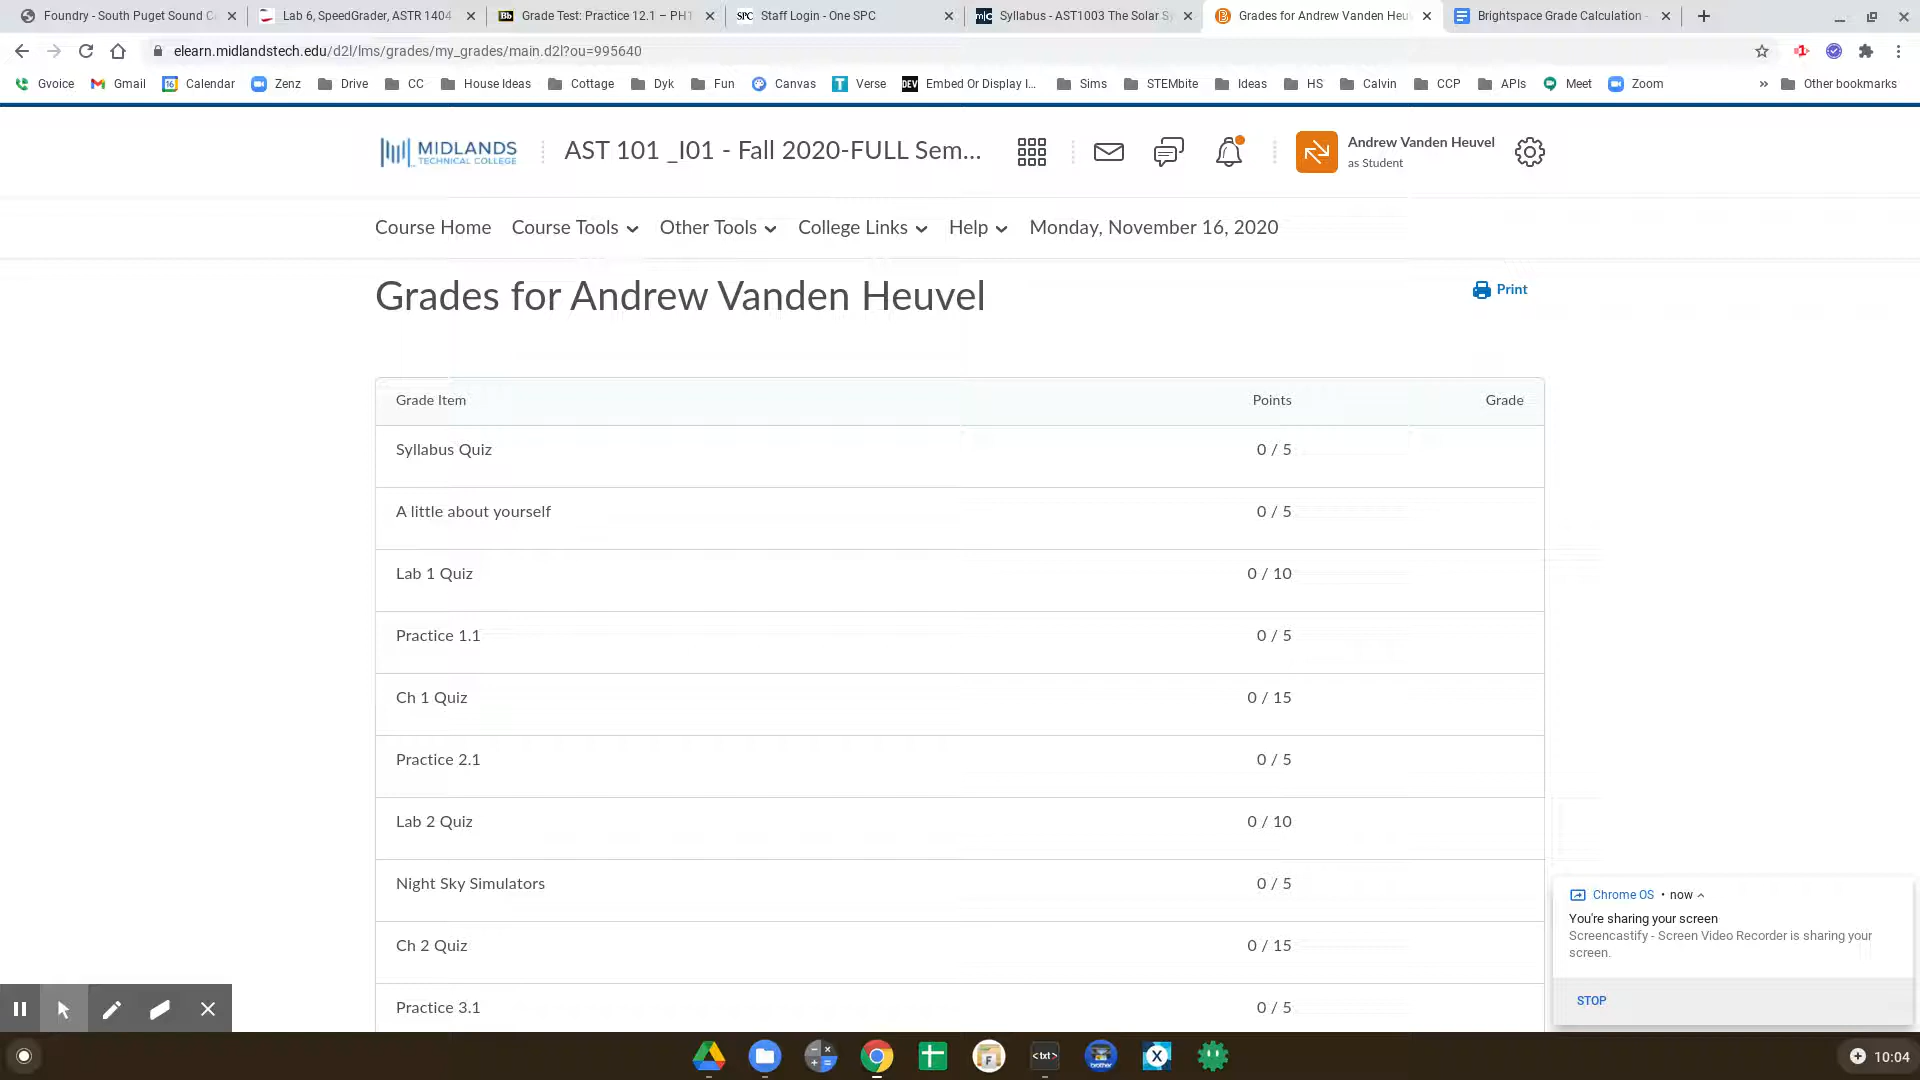 Foundry - South Puget Sound C
Lab 6, SpeedGrader, ASTR 1404
Bb Grade Test: Practice 12.1 – PH1
SPC Staff Login - One SPC
m|c Syllabus - AST1003 The Solar S
Grades for Andrew Vanden Heu
Brightspace Grade Calculation -
elearn.midlandstech.edu/d2l/lms/grades/my_grades/main.d2l?ou=995640
Gvoice Gmail Calendar Zenz Drive CC House Ideas Cottage Dyk Fun Canvas T Verse DEV Embed Or Display I... Sims STEMbite Ideas HS Calvin CCP APIs Meet Zoom » Other bookmarks
MIDLANDS
TECHNICAL COLLEGE
AST 101 _I01 - Fall 2020-FULL Sem...
Andrew Vanden Heuvel
as Student
Course Home Course Tools Other Tools College Links Help Monday, November 16, 2020
Grades for Andrew Vanden Heuvel
Print
Grade Item Points Grade
Syllabus Quiz 0 / 5
A little about yourself 0 / 5
Lab 1 Quiz 0 / 10
Practice 1.1 0 / 5
Ch 1 Quiz 0 / 15
Practice 2.1 0 / 5
Lab 2 Quiz 0 / 10
Night Sky Simulators 0 / 5
Ch 2 Quiz 0 / 15
Practice 3.1 0 / 5
Chrome OS • now
You're sharing your screen
Screencastify - Screen Video Recorder is sharing your
screen.
STOP
<txt>
10:04